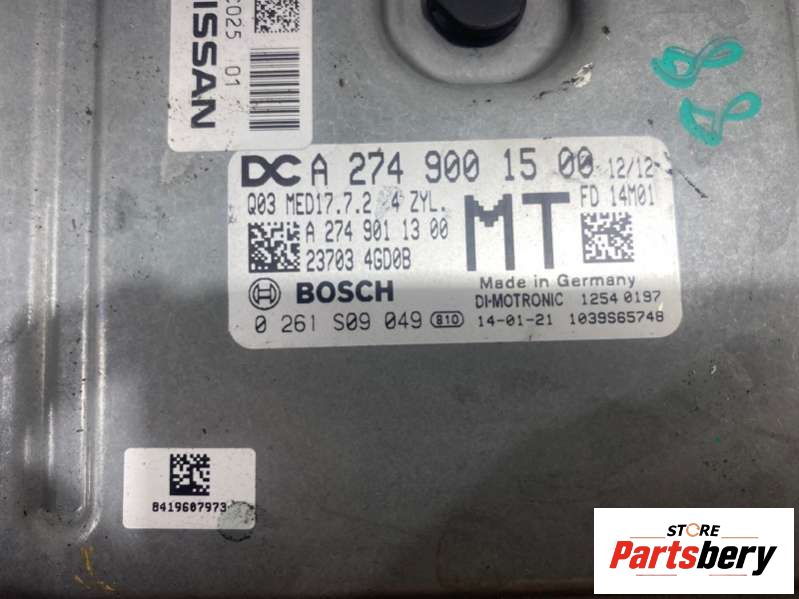 C025 01
NISSAN
88
DC A 274 900 15 00 12/12
Q03 MED17.7.2 4 ZYL. MT FD 14M01
A 274 901 13 00
23703 4GD0B
Made in Germany
BOSCH DI-MOTRONIC 1254 0197
0 261 S09 049 810 14-01-21 1039S65748
8419607973
STORE
Partsbery